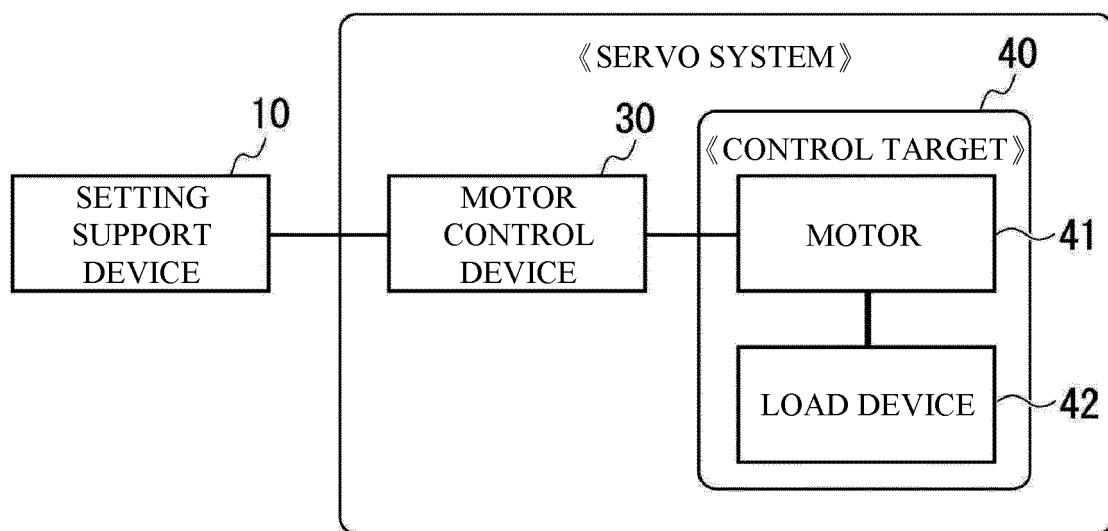 《SERVO SYSTEM》
40
10
30
《CONTROL TARGET》
SETTING
SUPPORT
DEVICE
MOTOR
CONTROL
DEVICE
MOTOR
41
LOAD DEVICE
42